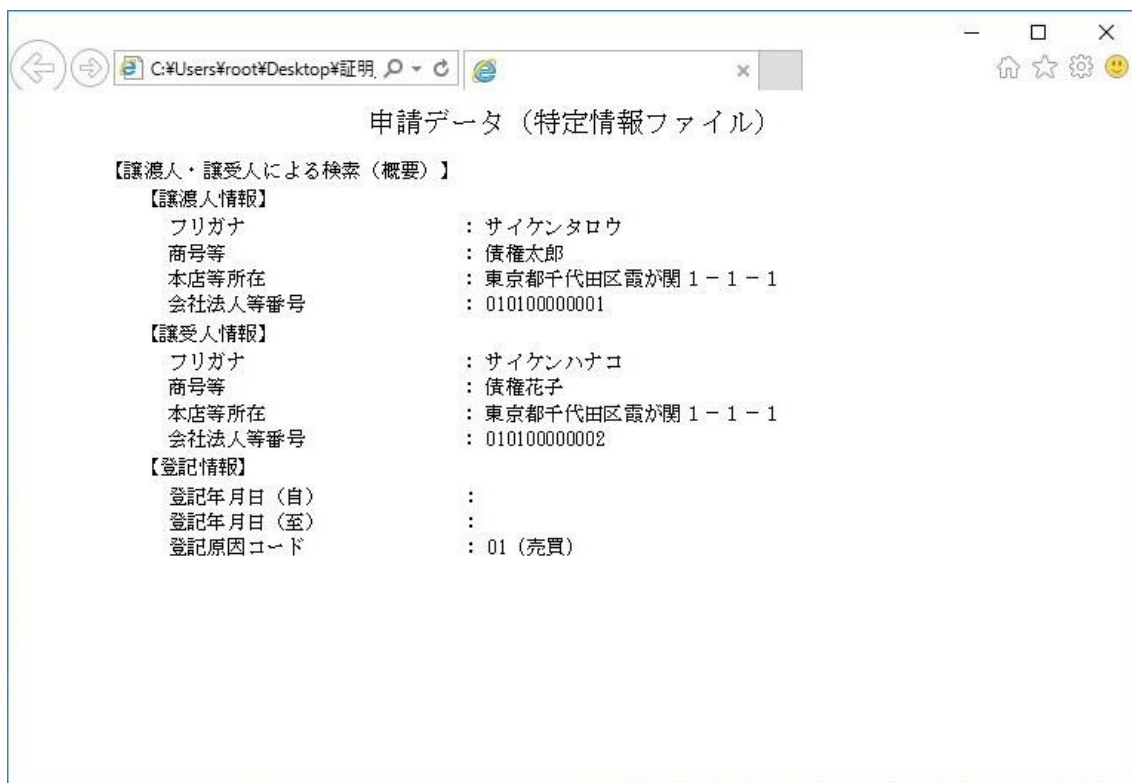 C:¥Users¥root¥Desktop¥証明
申請データ（特定情報ファイル）
【譲渡人・譲受人による検索（概要）】
【譲渡人情報】
フリガナ : サイケンタロウ
商号等 : 債権太郎
本店等所在 : 東京都千代田区霞が関１－１－１
会社法人等番号 : 010100000001
【譲受人情報】
フリガナ : サイケンハナコ
商号等 : 債権花子
本店等所在 : 東京都千代田区霞が関１－１－１
会社法人等番号 : 010100000002
【登記情報】
登記年月日（自） :
登記年月日（至） :
登記原因コード : 01（売買）